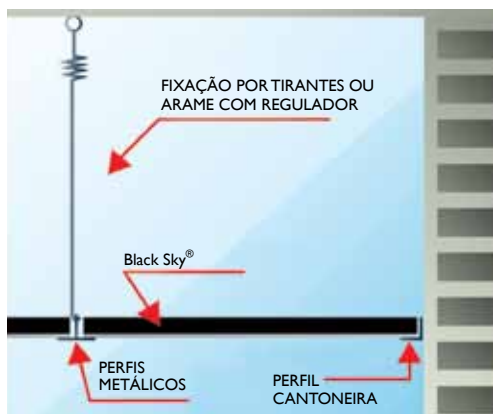 FIXAÇÃO POR TIRANTES OU
ARAME COM REGULADOR
Black Sky®
PERFIS
METÁLICOS
PERFIL
CANTONEIRA